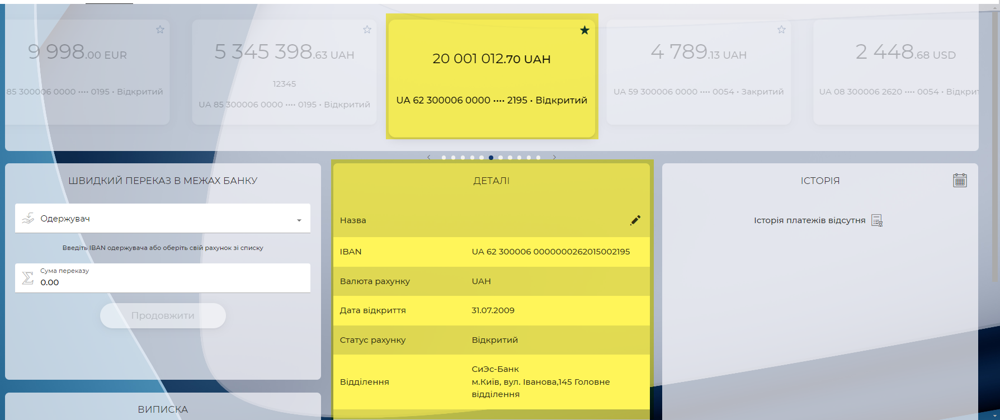 9 998.00 EUR
85 300006 0000 •••• 0195 • Відкритий
5 345 398.63 UAH
12345
UA 85 300006 0000 •••• 0195 • Відкритий
20 001 012.70 UAH
UA 62 300006 0000 •••• 2195 • Відкритий
4 789.13 UAH
UA 59 300006 0000 •••• 0054 • Закритий
2 448.68 USD
UA 08 300006 2620 •••• 0054 • Відкрит
ШВИДКИЙ ПЕРЕКАЗ В МЕЖАХ БАНКУ
Одержувач
Введіть IBAN одержувача або оберіть свій рахунок зі списку
Сума переказу
0.00
Продовжити
ВИПИСКА
ДЕТАЛІ
Назва
IBAN UA 62 300006 0000000262015002195
Валюта рахунку UAH
Дата відкриття 31.07.2009
Статус рахунку Відкритий
Відділення
СиЭс-Банк
м.Київ, вул. Іванова,145 Головне
відділення
ІСТОРІЯ
Історія платежів відсутня